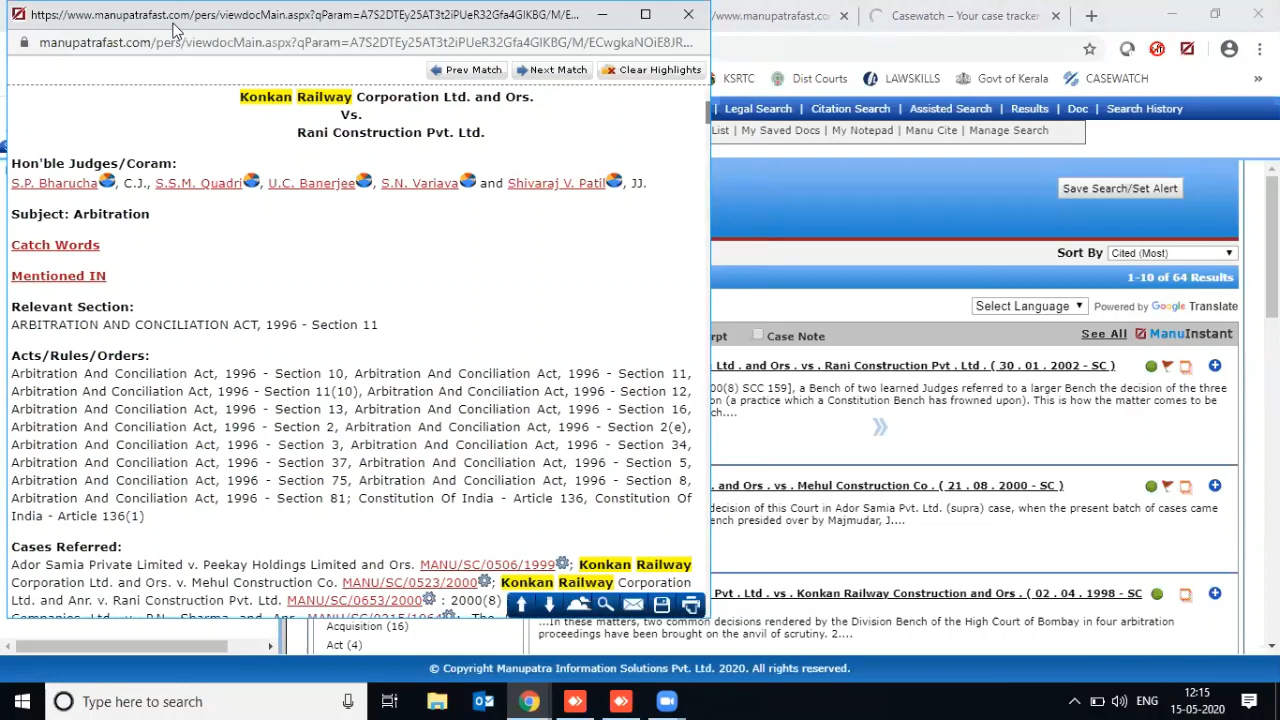 https://www.manupatrafast.com/pers/viewdocMain.aspx?qParam=A7S2DTEy25AT3t2iPUeR32Gfa4GIKBG/M/E...
manupatrafast.com/pers/viewdocMain.aspx?qParam=A7S2DTEy25AT3t2iPUeR32Gfa4GIKBG/M/ECwgkaNOiE8JR...
Prev Match
Next Match
Clear Highlights
Konkan Railway Corporation Ltd. and Ors.
Vs.
Rani Construction Pvt. Ltd.
Hon'ble Judges/Coram:
S.P. Bharucha, C.J., S.S.M. Quadri, U.C. Banerjee, S.N. Variava and Shivaraj V. Patil, JJ.
Subject: Arbitration
Catch Words
Mentioned IN
Relevant Section:
ARBITRATION AND CONCILIATION ACT, 1996 - Section 11
Acts/Rules/Orders:
Arbitration And Conciliation Act, 1996 - Section 10, Arbitration And Conciliation Act, 1996 - Section 11,
Arbitration And Conciliation Act, 1996 - Section 11(10), Arbitration And Conciliation Act, 1996 - Section 12,
Arbitration And Conciliation Act, 1996 - Section 13, Arbitration And Conciliation Act, 1996 - Section 16,
Arbitration And Conciliation Act, 1996 - Section 2, Arbitration And Conciliation Act, 1996 - Section 2(e),
Arbitration And Conciliation Act, 1996 - Section 3, Arbitration And Conciliation Act, 1996 - Section 34,
Arbitration And Conciliation Act, 1996 - Section 37, Arbitration And Conciliation Act, 1996 - Section 5,
Arbitration And Conciliation Act, 1996 - Section 75, Arbitration And Conciliation Act, 1996 - Section 8,
Arbitration And Conciliation Act, 1996 - Section 81; Constitution Of India - Article 136, Constitution Of
India - Article 136(1)
Cases Referred:
Ador Samia Private Limited v. Peekay Holdings Limited and Ors. MANU/SC/0506/1999; Konkan Railway
Corporation Ltd. and Ors. v. Mehul Construction Co. MANU/SC/0523/2000; Konkan Railway Corporation
Ltd. and Anr. v. Rani Construction Pvt. Ltd. MANU/SC/0653/2000 : 2000(8)
Acquisition (16)
Act (4)
Casewatch – Your case tracker
KSRTC
Dist Courts
LAWSKILLS
Govt of Kerala
CASEWATCH
»
Legal Search | Citation Search | Assisted Search | Results | Doc | Search History
List | My Saved Docs | My Notepad | Manu Cite | Manage Search
Save Search/Set Alert
Sort By Cited (Most)
1-10 of 64 Results
Select Language
Powered by Google Translate
Case Note
See All
ManuInstant
Ltd. and Ors . vs . Rani Construction Pvt . Ltd . ( 30 . 01 . 2002 - SC )
00(8) SCC 159], a Bench of two learned Judges referred to a larger Bench the decision of the three
on (a practice which a Constitution Bench has frowned upon). This is how the matter comes to be
ch....
and Ors . vs . Mehul Construction Co . ( 21 . 08 . 2000 - SC )
decision of this Court in Ador Samia Pvt. Ltd. (supra) case, when the present batch of cases came
ench presided over by Majmudar, J....
Pvt . Ltd . vs . Konkan Railway Construction and Ors . ( 02 . 04 . 1998 - SC
...In these matters, two common decisions rendered by the Division Bench of the High Court of Bombay in four arbitration
proceedings have been brought on the anvil of scrutiny. 2....
© Copyright Manupatra Information Solutions Pvt. Ltd. 2020. All rights reserved.
Type here to search
ENG
12:15
15-05-2020